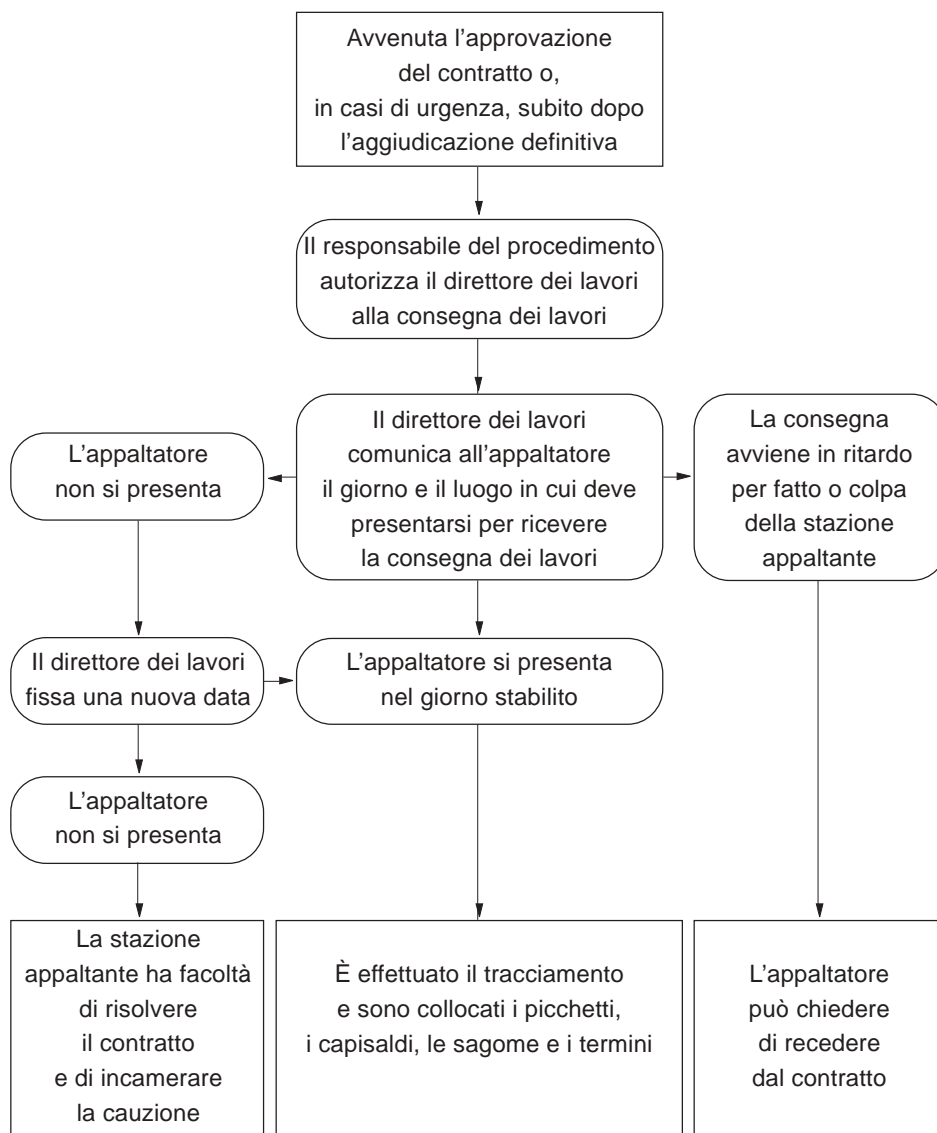 Avvenuta l'approvazione
del contratto o,
in casi di urgenza, subito dopo
l'aggiudicazione definitiva
Il responsabile del procedimento
autorizza il direttore dei lavori
alla consegna dei lavori
L'appaltatore
non si presenta
Il direttore dei lavori
comunica all'appaltatore
il giorno e il luogo in cui deve
presentarsi per ricevere
la consegna dei lavori
La consegna
avviene in ritardo
per fatto o colpa
della stazione
appaltante
Il direttore dei lavori
fissa una nuova data
L'appaltatore si presenta
nel giorno stabilito
L'appaltatore
non si presenta
La stazione
appaltante ha facoltà
di risolvere
il contratto
e di incamerare
la cauzione
È effettuato il tracciamento
e sono collocati i picchetti,
i capisaldi, le sagome e i termini
L'appaltatore
può chiedere
di recedere
dal contratto